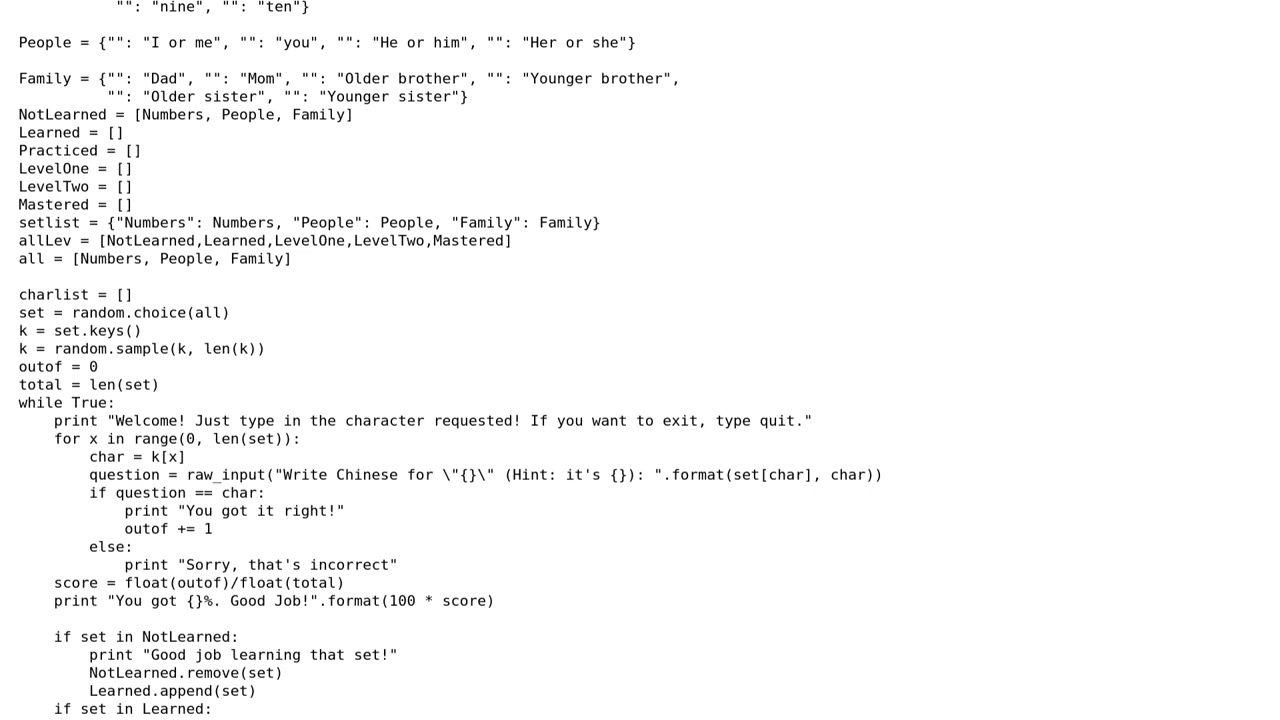 "": "nine", "": "ten"}
People = {"": "I or me", "": "you", "": "He or him", "": "Her or she"}
Family = {"": "Dad", "": "Mom", "": "Older brother", "": "Younger brother",
"": "Older sister", "": "Younger sister"}
NotLearned = [Numbers, People, Family]
Learned = []
Practiced = []
LevelOne = []
LevelTwo = []
Mastered = []
setlist = {"Numbers": Numbers, "People": People, "Family": Family}
allLev = [NotLearned,Learned,LevelOne,LevelTwo,Mastered]
all = [Numbers, People, Family]
charlist = []
set = random.choice(all)
k = set.keys()
k = random.sample(k, len(k))
outof = 0
total = len(set)
while True:
    print "Welcome! Just type in the character requested! If you want to exit, type quit."
    for x in range(0, len(set)):
        char = k[x]
        question = raw_input("Write Chinese for \"{}\" (Hint: it's {}): ".format(set[char], char))
        if question == char:
            print "You got it right!"
            outof += 1
        else:
            print "Sorry, that's incorrect"
    score = float(outof)/float(total)
    print "You got {}%. Good Job!".format(100 * score)
    if set in NotLearned:
        print "Good job learning that set!"
        NotLearned.remove(set)
        Learned.append(set)
    if set in Learned: